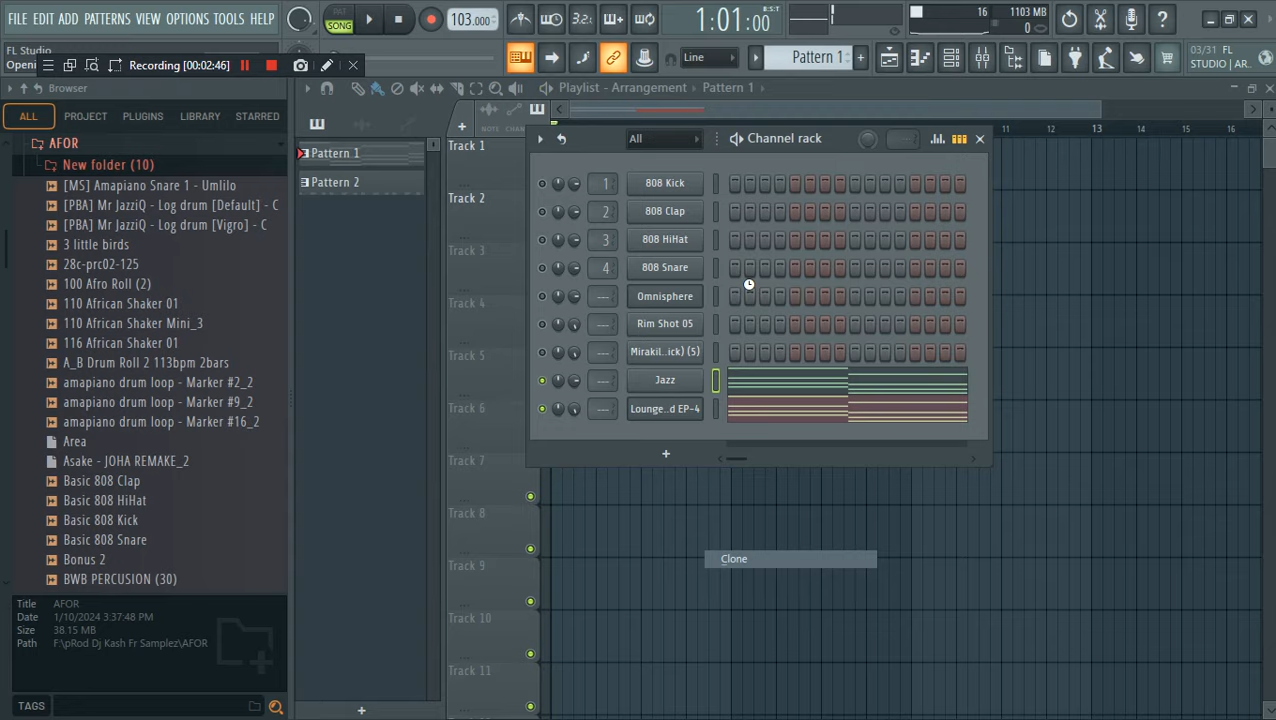 FILE EDIT ADD PATTERNS VIEW OPTIONS TOOLS HELP
PAT
SONG
103.000
3.2.
1:01:00
16
1103 MB
0
FL Studio
Recording [00:02:46]
Line
Pattern 1
03/31 FL
STUDIO | AR
Browser
Playlist - Arrangement
Pattern 1
ALL
PROJECT
PLUGINS
LIBRARY
STARRED
AFOR
New folder (10)
[MS] Amapiano Snare 1 - Umlilo
[PBA] Mr JazziQ - Log drum [Default] - C
[PBA] Mr JazziQ - Log drum [Vigro] - C
3 little birds
28c-prc02-125
100 Afro Roll (2)
110 African Shaker 01
110 African Shaker Mini_3
116 African Shaker 01
A_B Drum Roll 2 113bpm 2bars
amapiano drum loop - Marker #2_2
amapiano drum loop - Marker #9_2
amapiano drum loop - Marker #16_2
Area
Asake - JOHA REMAKE_2
Basic 808 Clap
Basic 808 HiHat
Basic 808 Kick
Basic 808 Snare
Bonus 2
BWB PERCUSION (30)
Title AFOR
Date 1/10/2024 3:37:48 PM
Size 38.15 MB
Path F:\pRod Dj Kash Fr Samplez\AFOR
TAGS
Pattern 1
Pattern 2
NOTE
11 12 13 14 15 16
Track 1
Track 2
Track 3
Track 4
Track 5
Track 6
Track 7
Track 8
Track 9
Track 10
Track 11
All
Channel rack
1 808 Kick
2 808 Clap
3 808 HiHat
4 808 Snare
Omnisphere
Rim Shot 05
Mirakil..ick) (S)
Jazz
Lounge..d EP-4
Clone